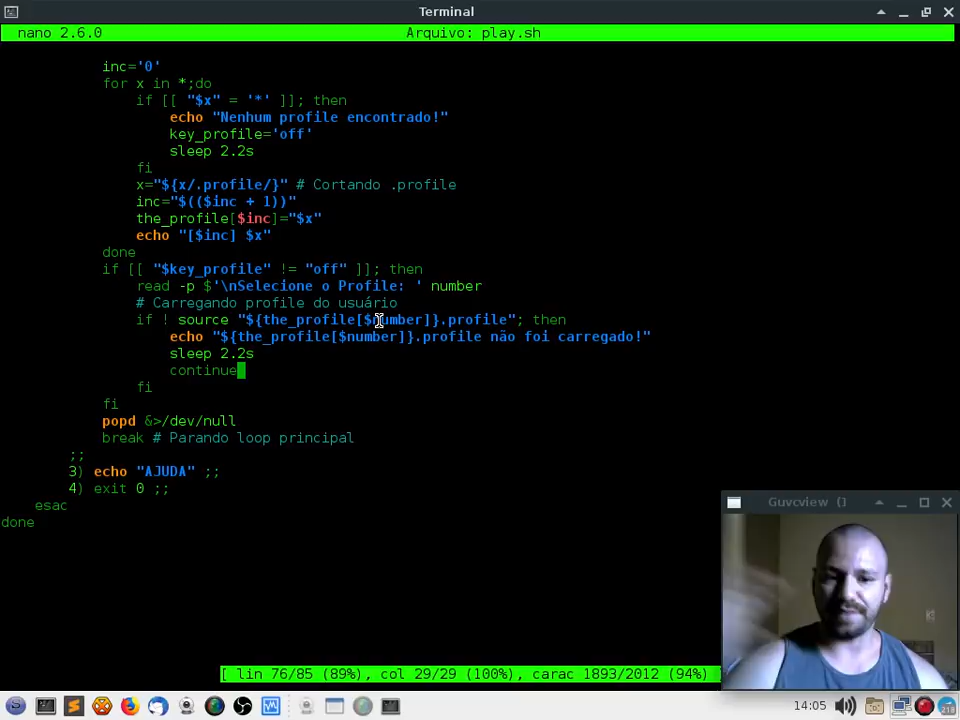 Terminal
nano 2.6.0 Arquivo: play.sh
inc='0'
for x in *;do
if [[ "$x" = '*' ]]; then
echo "Nenhum profile encontrado!"
key_profile='off'
sleep 2.2s
fi
x="${x/.profile/}" # Cortando .profile
inc="$(($inc + 1))"
the_profile[$inc]="$x"
echo "[$inc] $x"
done
if [[ "$key_profile" != "off" ]]; then
read -p $'\nSelecione o Profile: ' number
# Carregando profile do usuário
if ! source "${the_profile[$number]}.profile"; then
echo "${the_profile[$number]}.profile não foi carregado!"
sleep 2.2s
continue
fi
fi
popd &>/dev/null
break # Parando loop principal
;;
3) echo "AJUDA" ;;
4) exit 0 ;;
esac
done
Guvcview (3
[ lin 76/85 (89%), col 29/29 (100%), carac 1893/2012 (94%)
14:05